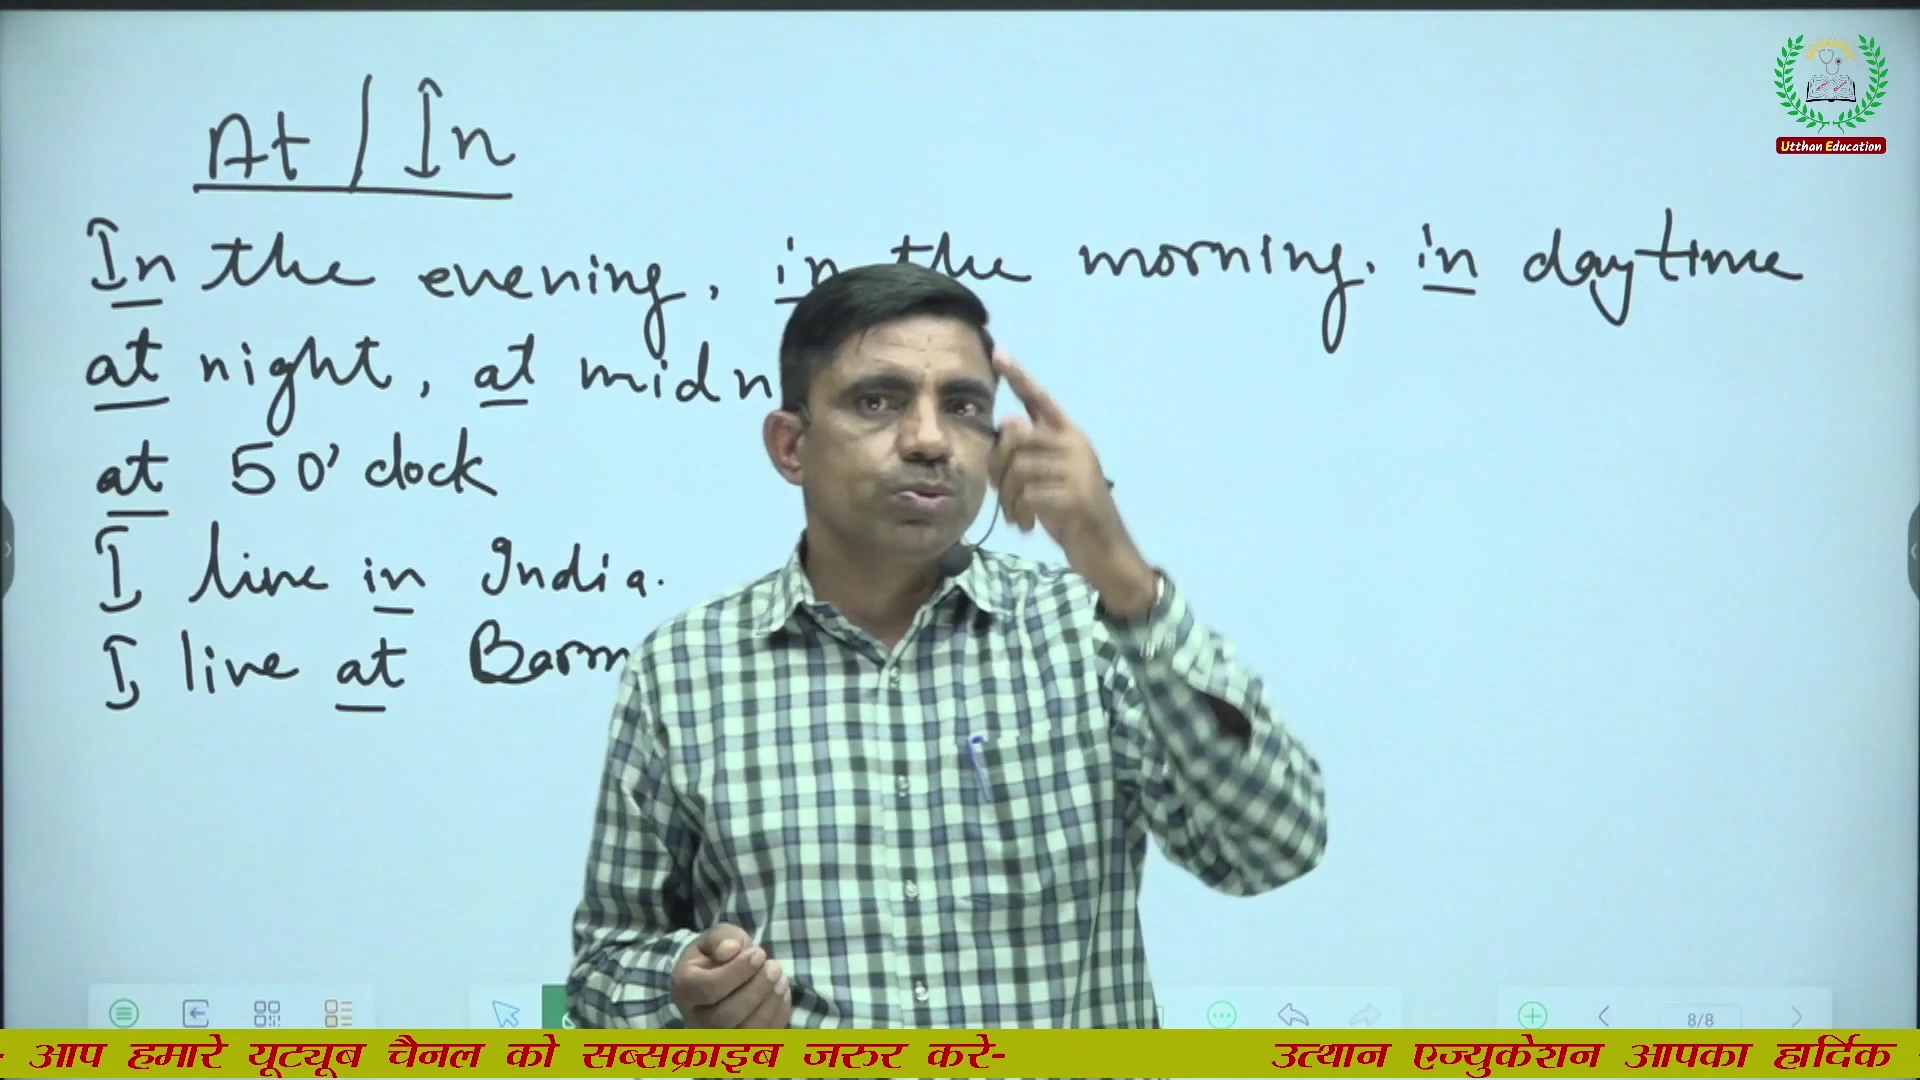 At / In
In the evening, in the morning. in daytime
at night, at midn
at 5 O'clock
I live in India.
I live at Barm
Utthan Education
8/8
- आप हमारे यूट्यूब चैनल को सब्सक्राइब जरुर करे- उत्थान एज्युकेशन आपका हार्दिक